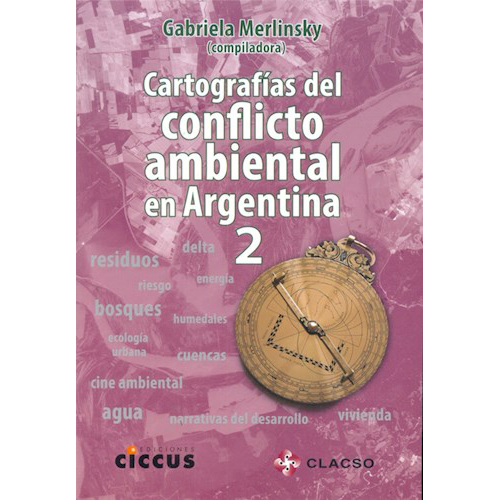 Gabriela Merlinsky
(compiladora)
Cartografías del
conflicto
ambiental
en Argentina
2
delta
residuos
energía
riesgo
bosques
humedales
ecología
urbana
cuencas
cine ambiental
agua
narrativas del desarrollo
vivienda
EDICIONES
CICCUS
CLACSO